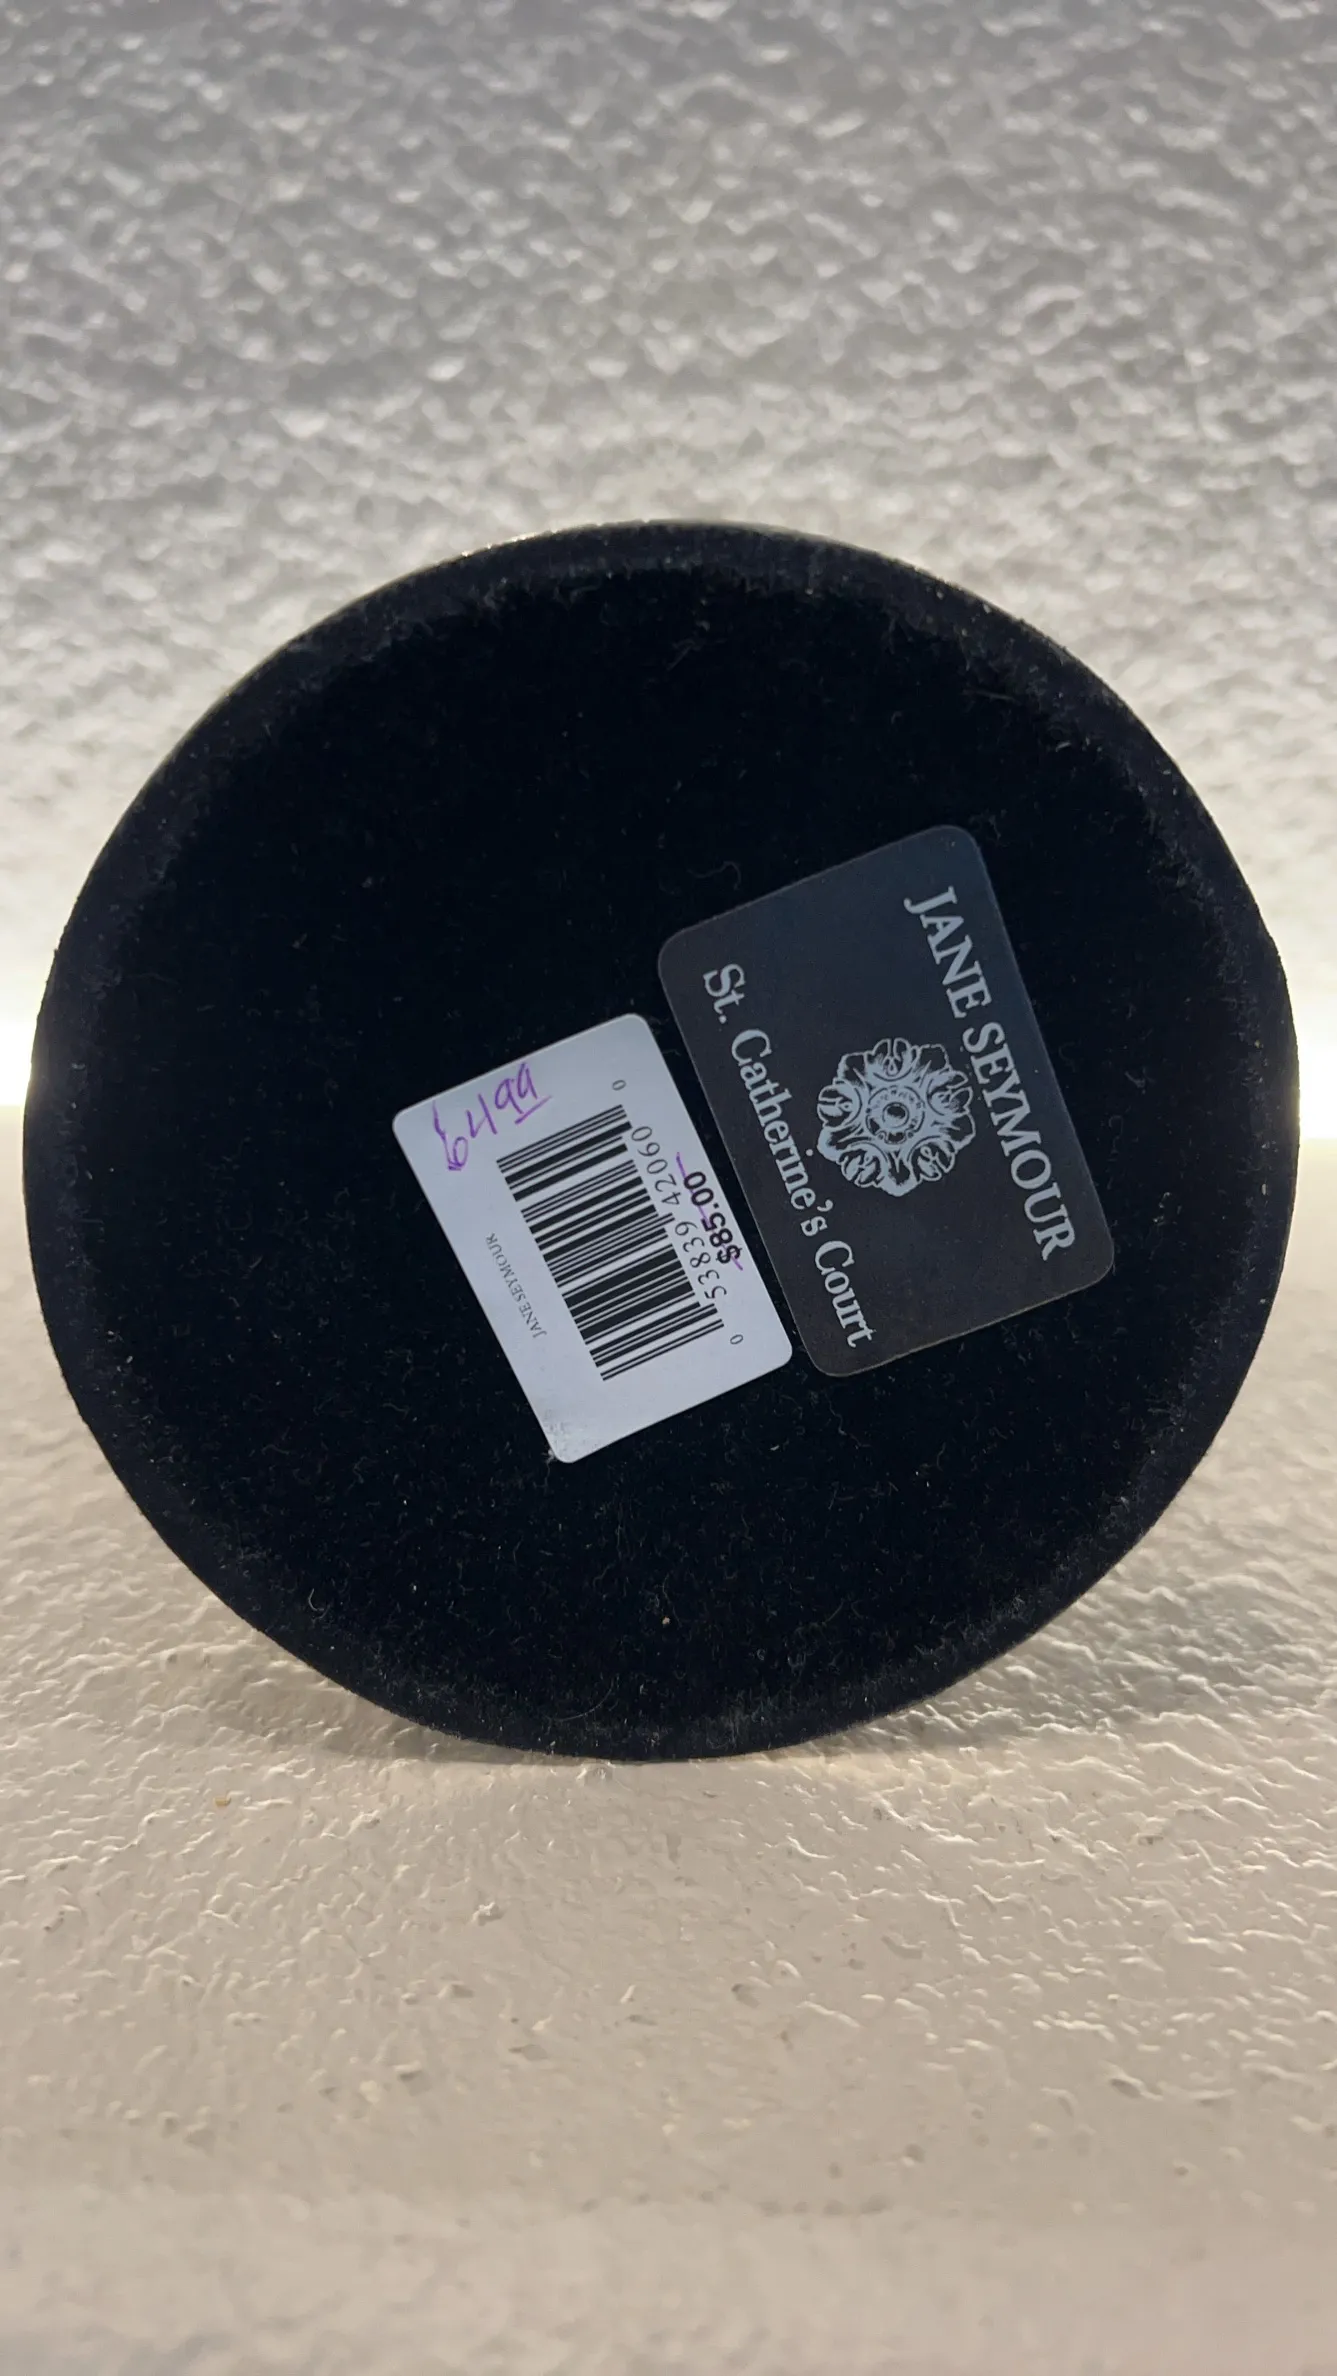 JANE SEYMOUR
St. Catherine's Court
$85.00
0 53839 42060 0
JANE SEYMOUR
6499